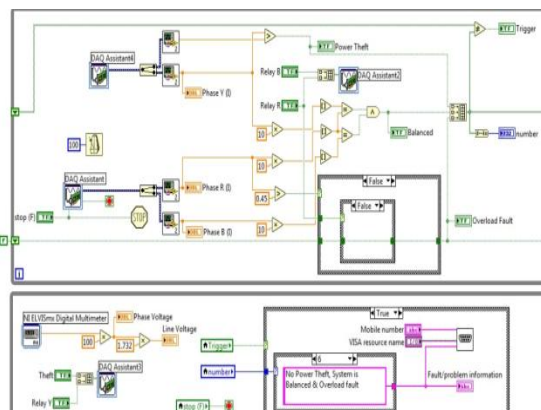 Trigger
DAQ Assistant4
Power Theft
Relay B
DAQ Assistant2
Phase Y (I)
Relay R
10
Balanced
number
100
10
False
DAQ Assistant
Phase R (I)
False
0.45
stop (F)
STOP
Overload Fault
Phase B (I)
10
i
True
NI ELVISmx Digital Multimeter
Phase Voltage
Mobile number
Line Voltage
VISA resource name
Trigger
100
1.732
6
number
No Power Theft, System is
Balanced & Overload fault
Fault/problem information
DAQ Assistant3
Theft
Relay Y
stop (F)